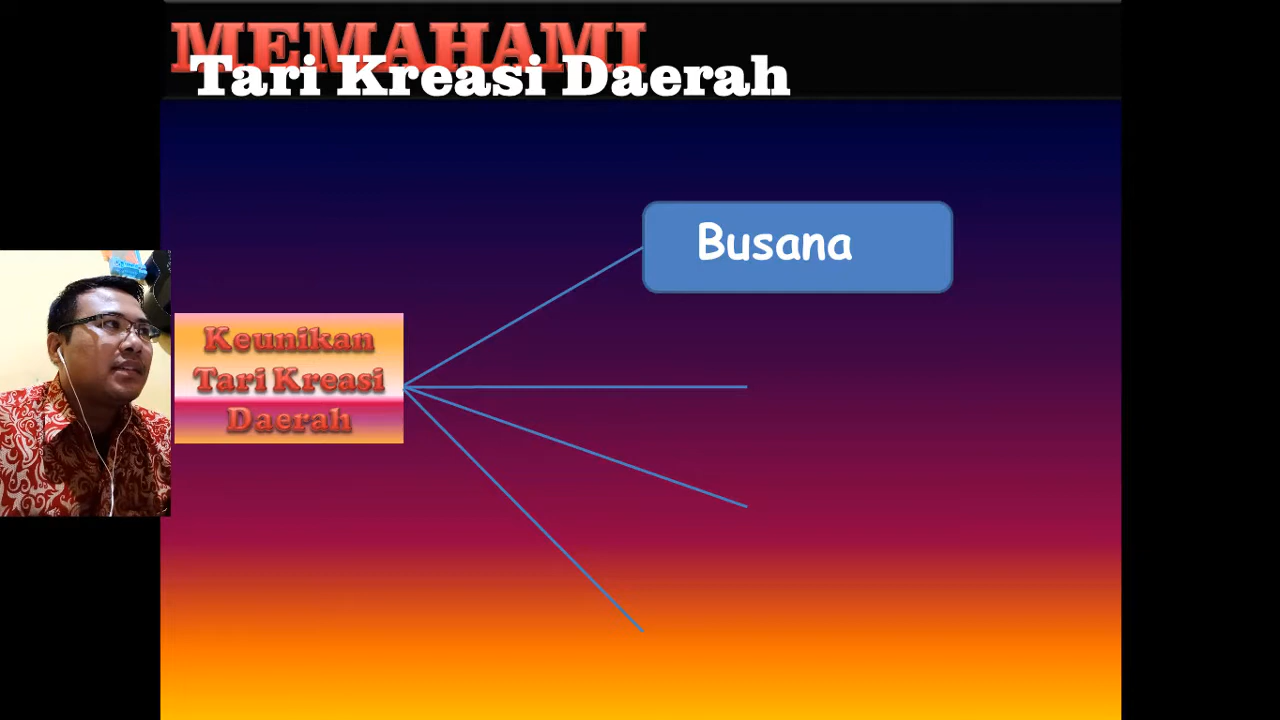 MEMAHAMI
Tari Kreasi Daerah
Busana
Keunikan
Tari Kreasi
Daerah